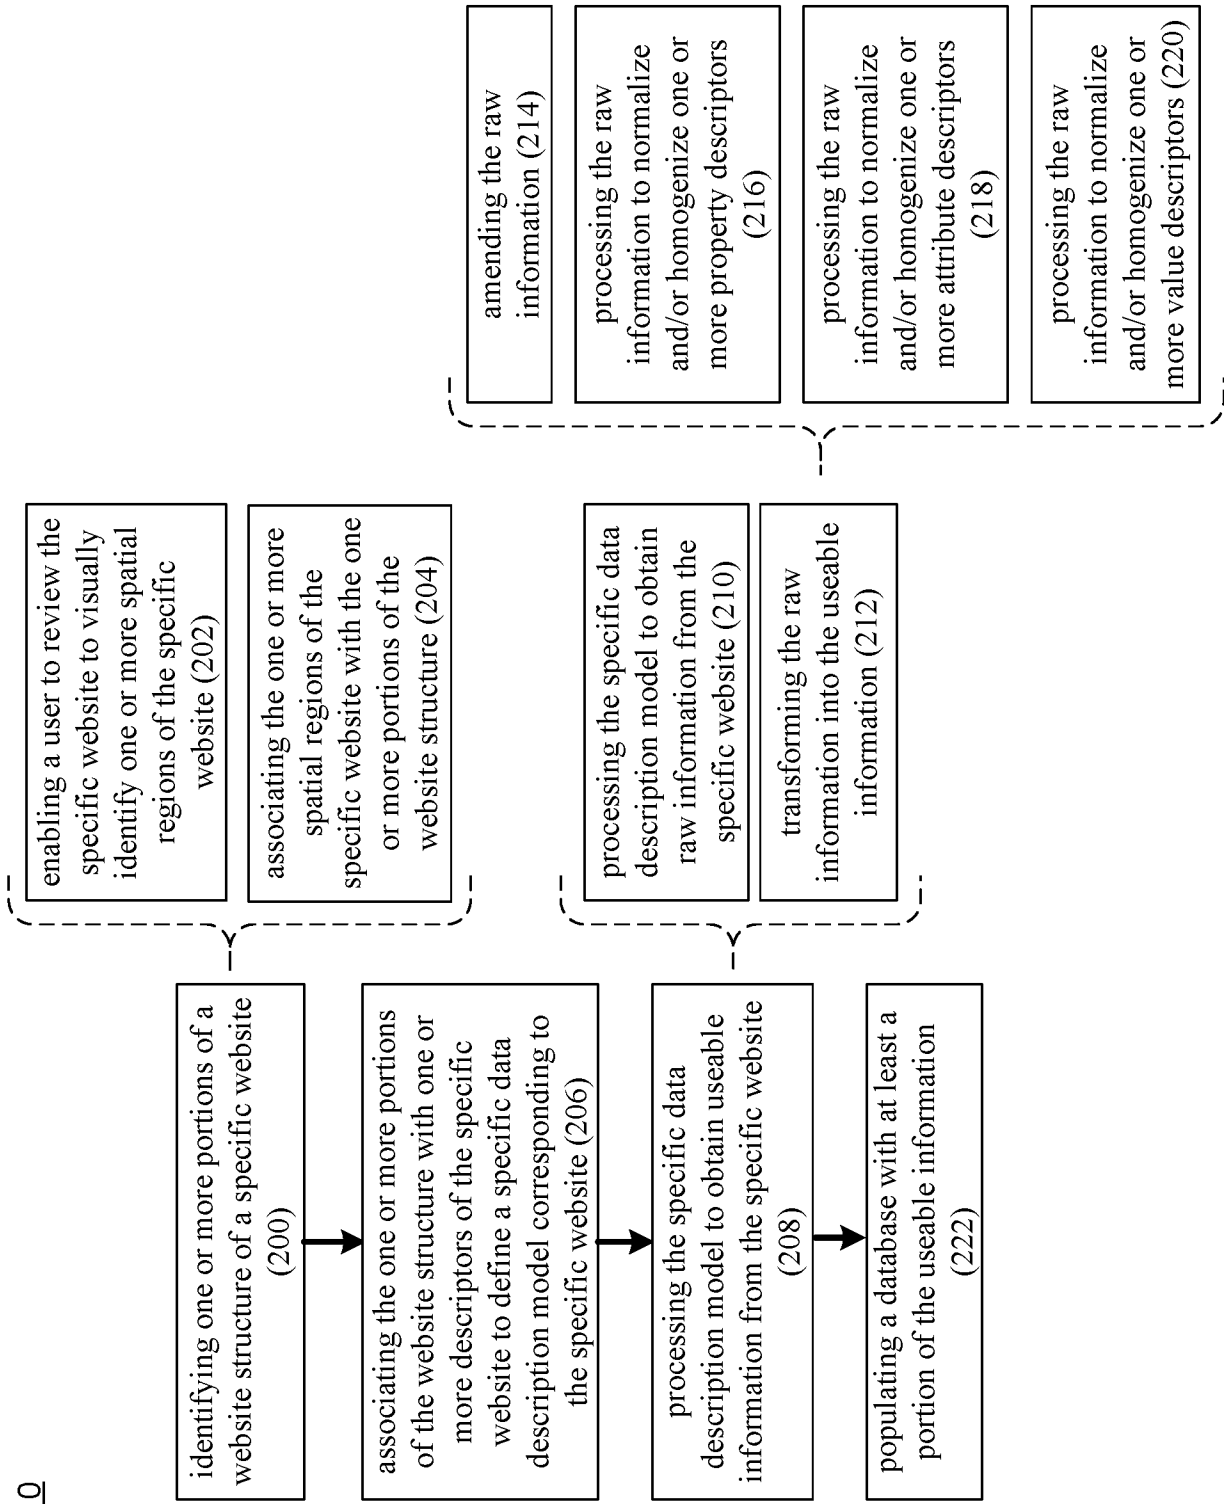 0
identifying one or more portions of a
website structure of a specific website
(200)
enabling a user to review the
specific website to visually
identify one or more spatial
regions of the specific
website (202)
associating the one or more
spatial regions of the
specific website with the one
or more portions of the
website structure (204)
associating the one or more portions
of the website structure with one or
more descriptors of the specific
website to define a specific data
description model corresponding to
the specific website (206)
processing the specific data
description model to obtain useable
information from the specific website
(208)
processing the specific data
description model to obtain
raw information from the
specific website (210)
transforming the raw
information into the useable
information (212)
amending the raw
information (214)
processing the raw
information to normalize
and/or homogenize one or
more property descriptors
(216)
processing the raw
information to normalize
and/or homogenize one or
more attribute descriptors
(218)
processing the raw
information to normalize
and/or homogenize one or
more value descriptors (220)
populating a database with at least a
portion of the useable information
(222)